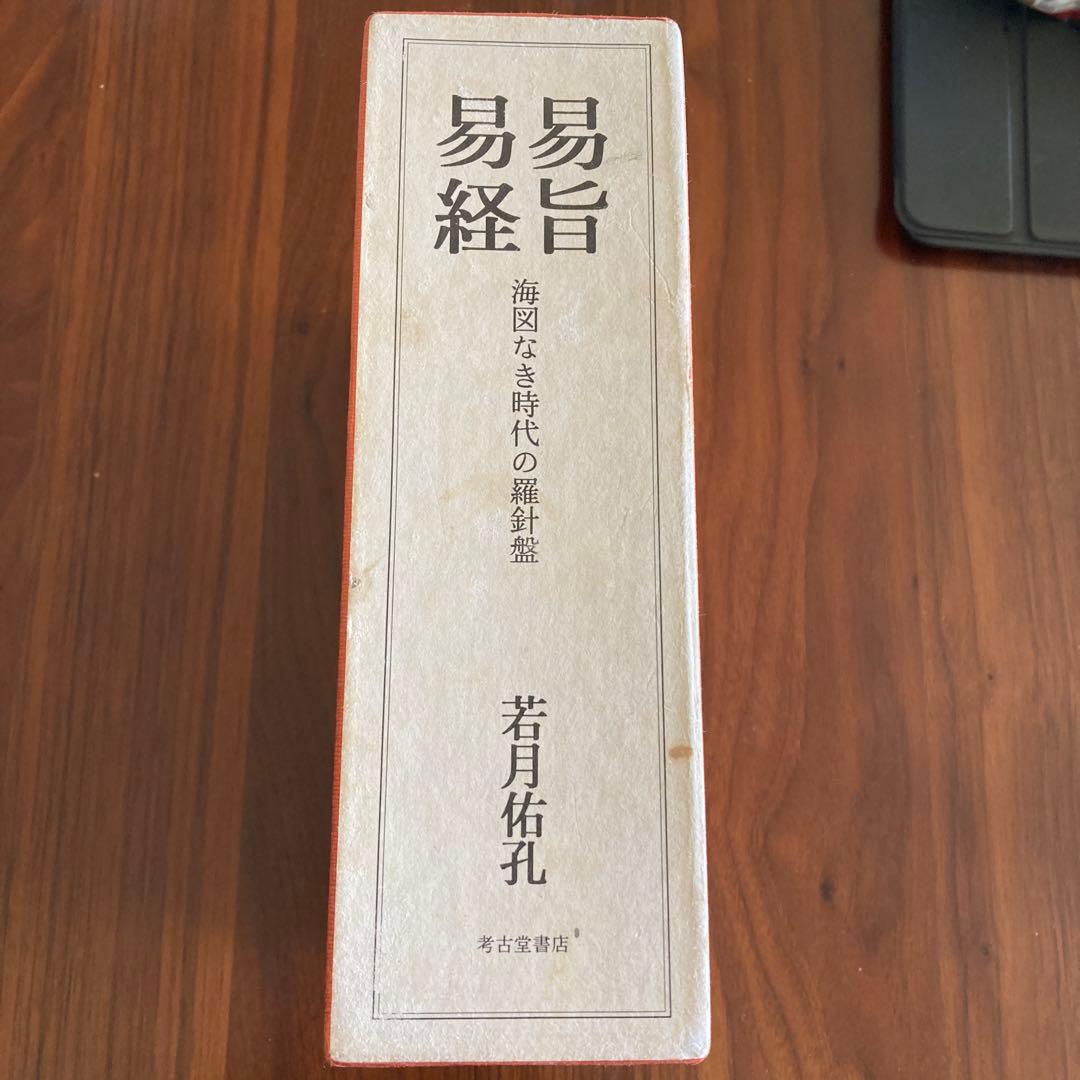 易旨
易経
海図なき時代の羅針盤
若月佑孔
考古堂書店